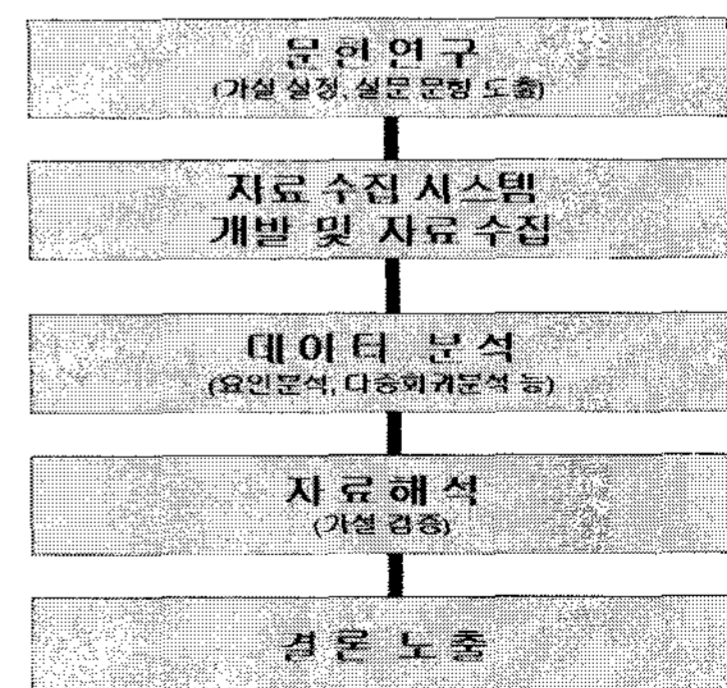 문 헌 연 구
(가설 설정, 설문 문항 도출)
자료 수집 시스템
개발 및 자료 수집
데 이 터 분 석
(요인분석, 다중회귀분석 등)
자 료 해 석
(가설 검증)
결 론 도 출